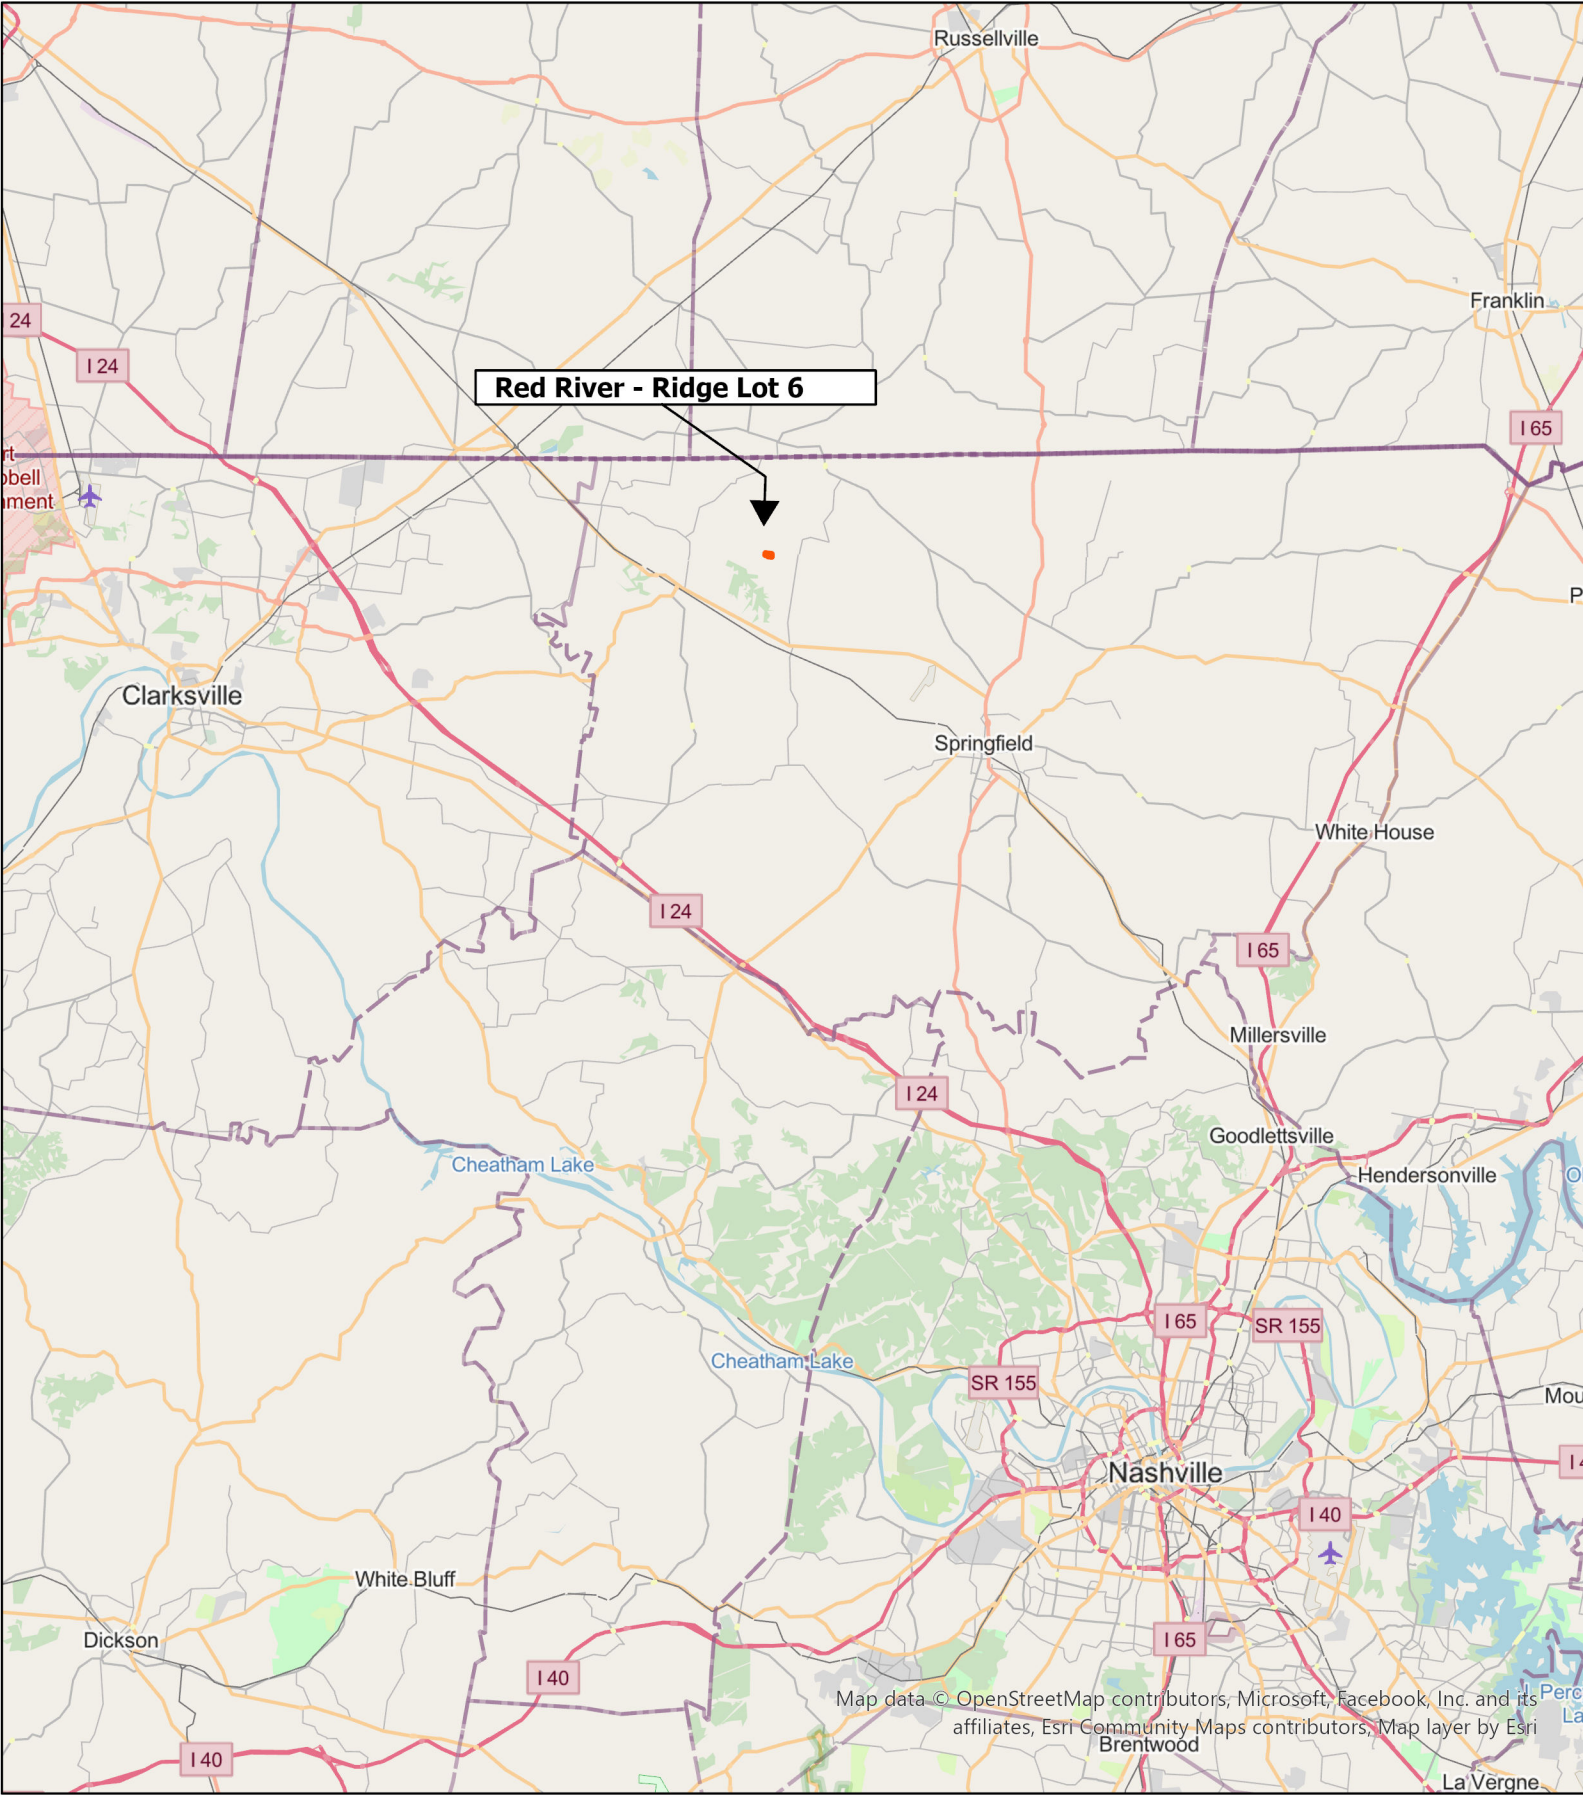 Russellville
Franklin
I 24
I 24
Red River - Ridge Lot 6
I 65
Clarksville
Springfield
White House
I 24
I 65
Millersville
I 24
Goodlettsville
Cheatham Lake
Hendersonville
I 65
SR 155
Cheatham Lake
SR 155
Nashville
I 40
White Bluff
Dickson
I 65
I 40
Map data © OpenStreetMap contributors, Microsoft, Facebook, Inc. and its
affiliates, Esri Community Maps contributors, Map layer by Esri
Brentwood
I 40
La Vergne